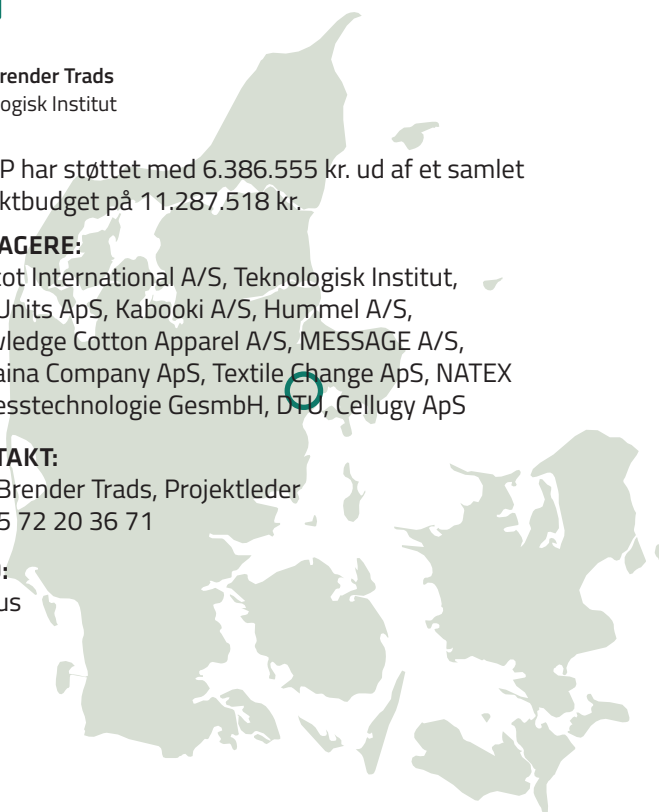 render Trads
ogisk Institut
P har støttet med 6.386.555 kr. ud af et samlet
ktbudget på 11.287.518 kr.
AGERE:
ot International A/S, Teknologisk Institut,
Units ApS, Kabooki A/S, Hummel A/S,
vledge Cotton Apparel A/S, MESSAGE A/S,
aina Company ApS, Textile Change ApS, NATEX
esstechnologie GesmbH, DTU, Cellugy ApS
TAKT:
Brender Trads, Projektleder
5 72 20 36 71
:
us